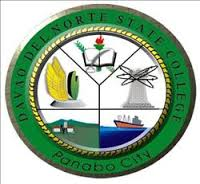 DAVAO DEL NORTE STATE COLLEGE
Panabo City